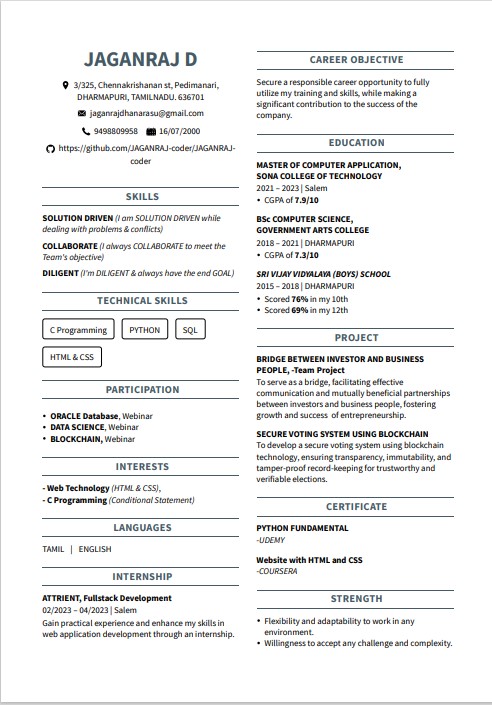 JAGANRAJ D
3/325, Chennakrishanan st, Pedimanari,
DHARMAPURI, TAMILNADU. 636701
jaganrajdhanarasu@gmail.com
9498809958 16/07/2000
https://github.com/JAGANRAJ-coder/JAGANRAJ-
coder
SKILLS
SOLUTION DRIVEN (I am SOLUTION DRIVEN while
dealing with problems & conflicts)
COLLABORATE (I always COLLABORATE to meet the
Team's objective)
DILIGENT (I'm DILIGENT & always have the end GOAL)
TECHNICAL SKILLS
C Programming PYTHON SQL
HTML & CSS
PARTICIPATION
• ORACLE Database, Webinar
• DATA SCIENCE, Webinar
• BLOCKCHAIN, Webinar
INTERESTS
- Web Technology (HTML & CSS),
- C Programming (Conditional Statement)
LANGUAGES
TAMIL | ENGLISH
INTERNSHIP
ATTRIENT, Fullstack Development
02/2023 – 04/2023 | Salem
Gain practical experience and enhance my skills in
web application development through an internship.
CAREER OBJECTIVE
Secure a responsible career opportunity to fully
utilize my training and skills, while making a
significant contribution to the success of the
company.
EDUCATION
MASTER OF COMPUTER APPLICATION,
SONA COLLEGE OF TECHNOLOGY
2021 – 2023 | Salem
• CGPA of 7.9/10
BSc COMPUTER SCIENCE,
GOVERNMENT ARTS COLLEGE
2018 – 2021 | DHARMAPURI
• CGPA of 7.3/10
SRI VIJAY VIDYALAYA (BOYS) SCHOOL
2015 – 2018 | DHARMAPURI
• Scored 76% in my 10th
• Scored 69% in my 12th
PROJECT
BRIDGE BETWEEN INVESTOR AND BUSINESS
PEOPLE, -Team Project
To serve as a bridge, facilitating effective
communication and mutually beneficial partnerships
between investors and business people, fostering
growth and success of entrepreneurship.
SECURE VOTING SYSTEM USING BLOCKCHAIN
To develop a secure voting system using blockchain
technology, ensuring transparency, immutability, and
tamper-proof record-keeping for trustworthy and
verifiable elections.
CERTIFICATE
PYTHON FUNDAMENTAL
-UDEMY
Website with HTML and CSS
-COURSERA
STRENGTH
• Flexibility and adaptability to work in any
environment.
• Willingness to accept any challenge and complexity.